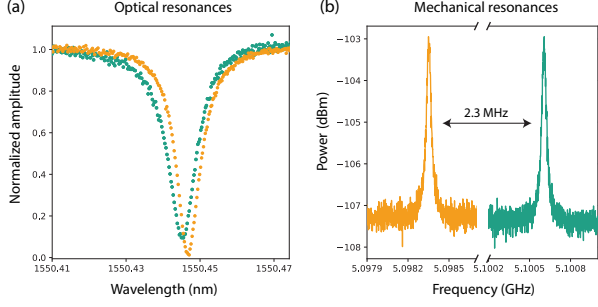 (a) Optical resonances
Normalized amplitude
1.0
0.8
0.6
0.4
0.2
0.0
1550.41 1550.43 1550.45 1550.47
Wavelength (nm)
(b) Mechanical resonances
Power (dBm)
−103
−104
−105
−106
−107
−108
2.3 MHz
5.0979 5.0982 5.0985 5.1002 5.1005 5.1008
Frequency (GHz)